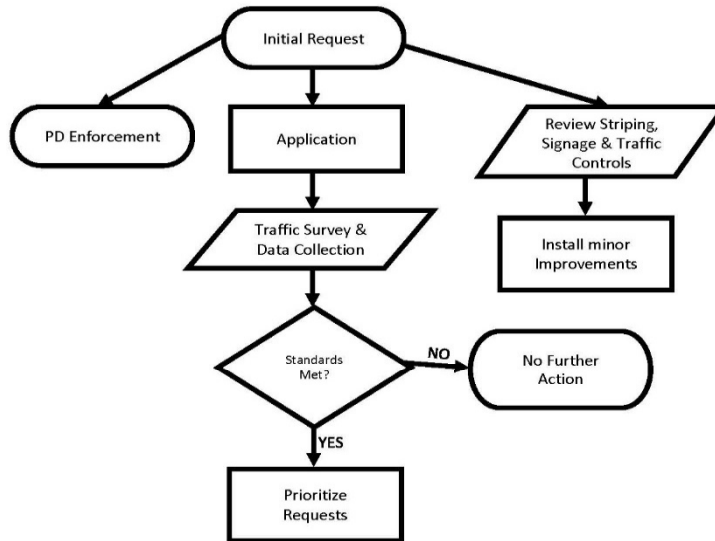 Initial Request
PD Enforcement
Application
Review Striping,
Signage & Traffic
Controls
Traffic Survey &
Data Collection
Install minor
Improvements
Standards
Met?
NO
No Further
Action
YES
Prioritize
Requests